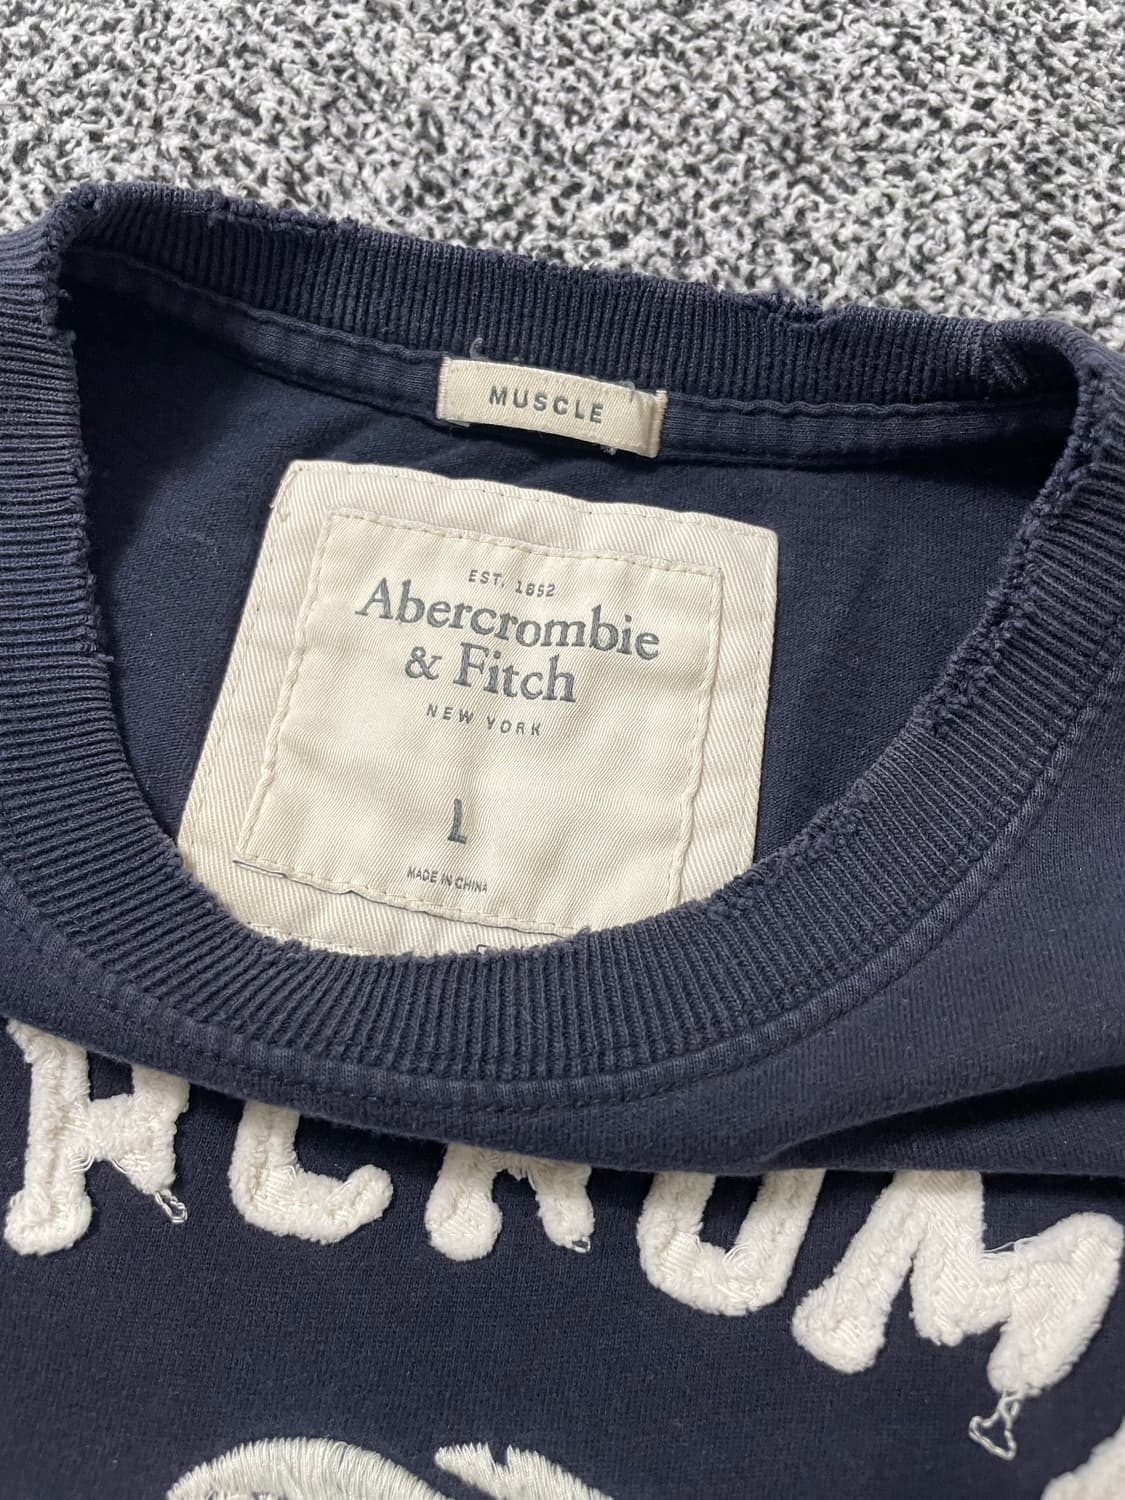 MUSCLE
EST. 1892
Abercrombie
& Fitch
NEW YORK
L
MADE IN CHINA